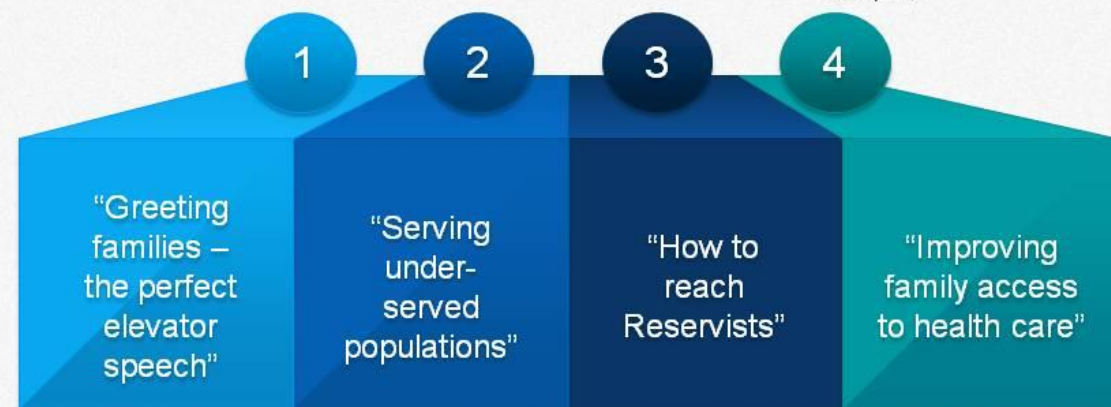 1
2
3
4
“Greeting
families –
the perfect
elevator
speech”
“Serving
under-
served
populations”
“How to
reach
Reservists”
“Improving
family access
to health care”